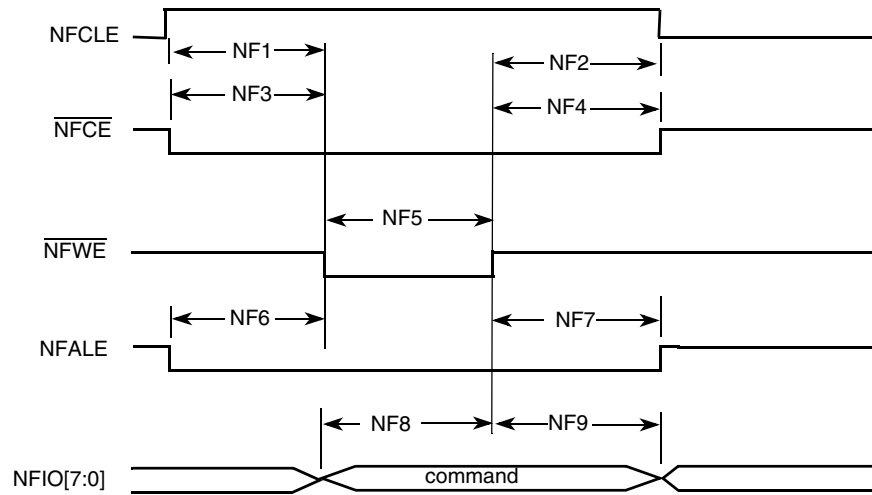 NFCLE
NF1
NF2
NF3
NF4
NFCE
NF5
NFWE
NF6
NF7
NFALE
NF8
NF9
NFIO[7:0]
command